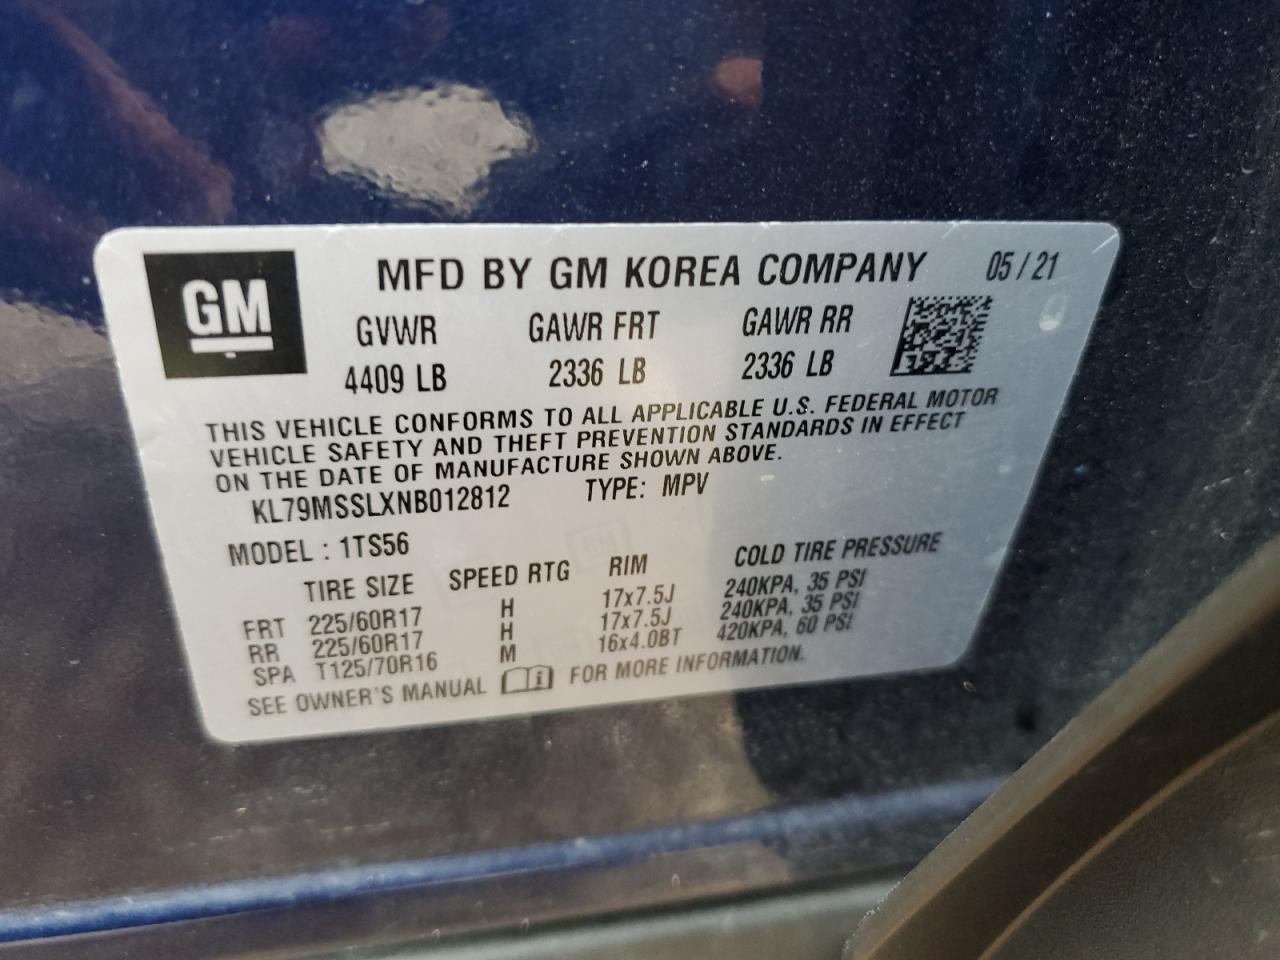 GM
MFD BY GM KOREA COMPANY 05/21
GVWR GAWR FRT GAWR RR
4409 LB 2336 LB 2336 LB
THIS VEHICLE CONFORMS TO ALL APPLICABLE U.S. FEDERAL MOTOR
VEHICLE SAFETY AND THEFT PREVENTION STANDARDS IN EFFECT
ON THE DATE OF MANUFACTURE SHOWN ABOVE.
KL79MSSLXNB012812 TYPE: MPV
MODEL : 1TS56
TIRE SIZE SPEED RTG RIM COLD TIRE PRESSURE
FRT 225/60R17 H 17x7.5J 240KPA, 35 PSI
RR 225/60R17 H 17x7.5J 240KPA, 35 PSI
SPA T125/70R16 M 16x4.0BT 420KPA, 60 PSI
SEE OWNER'S MANUAL i FOR MORE INFORMATION.